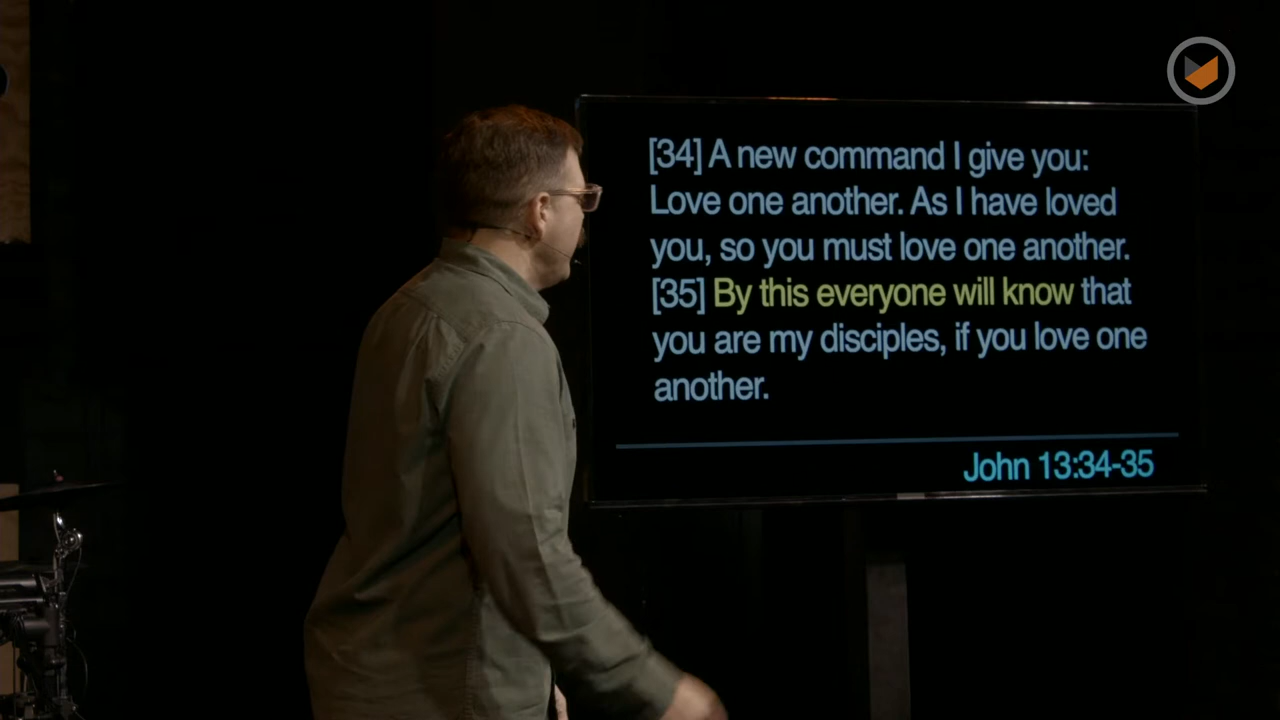 [34] A new command I give you:
Love one another. As I have loved
you, so you must love one another.
[35] By this everyone will know that
you are my disciples, if you love one
another.
John 13:34-35